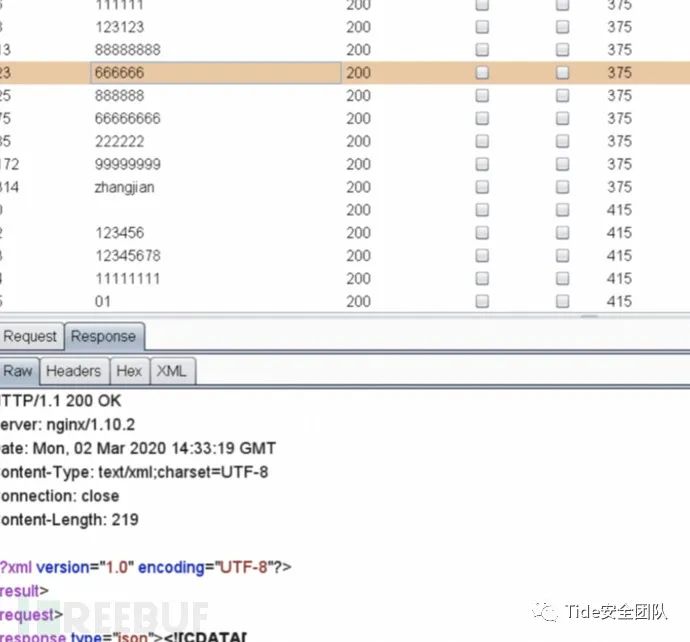 111111 200 375
3 123123 200 375
13 88888888 200 375
23 666666 200 375
25 888888 200 375
75 66666666 200 375
35 222222 200 375
172 99999999 200 375
314 zhangjian 200 375
0 200 415
2 123456 200 415
3 12345678 200 415
4 11111111 200 415
5 01 200 415
Request Response
Raw Headers Hex XML
TTP/1.1 200 OK
erver: nginx/1.10.2
ate: Mon, 02 Mar 2020 14:33:19 GMT
ontent-Type: text/xml;charset=UTF-8
onnection: close
ontent-Length: 219
?xml version="1.0" encoding="UTF-8"?>
result>
request>
response type="json"><![CDATA[
REEBUF
Tide安全团队